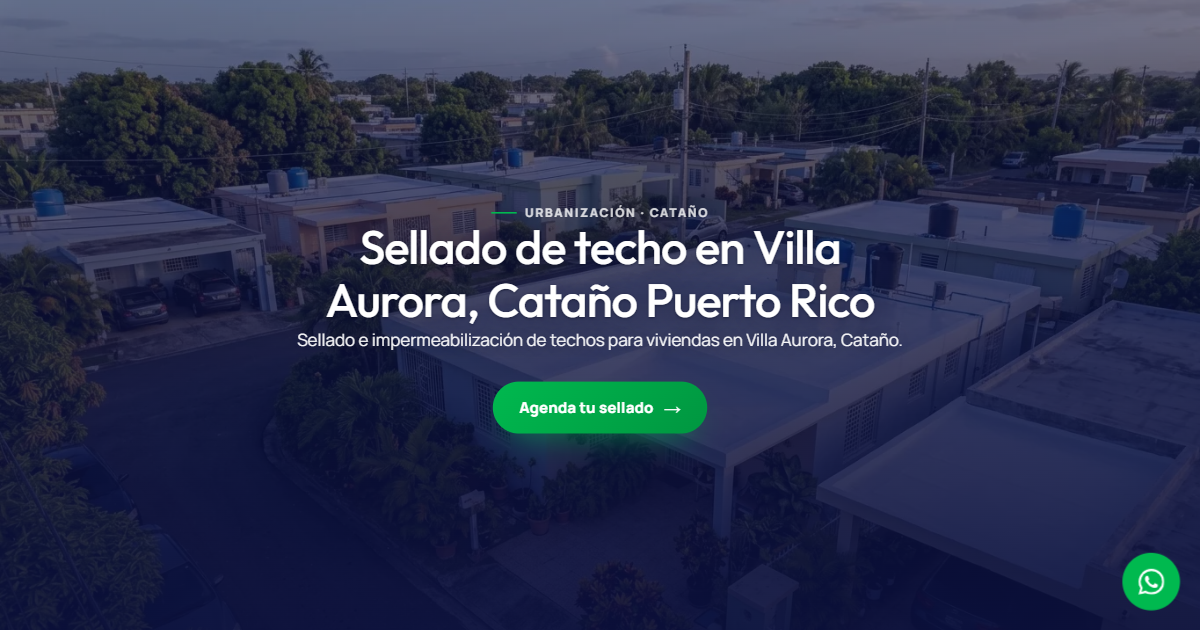 URBANIZACIÓN · CATAÑO
Sellado de techo en Villa
Aurora, Cataño Puerto Rico
Sellado e impermeabilización de techos para viviendas en Villa Aurora, Cataño.
Agenda tu sellado →